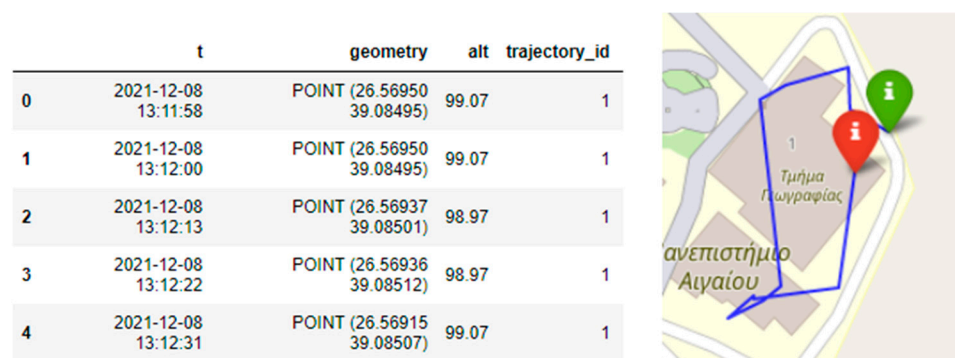 t geometry alt trajectory_id
0 2021-12-08 13:11:58 POINT (26.56950 39.08495) 99.07 1
1 2021-12-08 13:12:00 POINT (26.56950 39.08495) 99.07 1
2 2021-12-08 13:12:13 POINT (26.56937 39.08501) 98.97 1
3 2021-12-08 13:12:22 POINT (26.56936 39.08512) 98.97 1
4 2021-12-08 13:12:31 POINT (26.56915 39.08507) 99.07 1
i
i
1
Τμήμα
Γεωγραφίας
ανεπιστήμιο
Αιγαίου